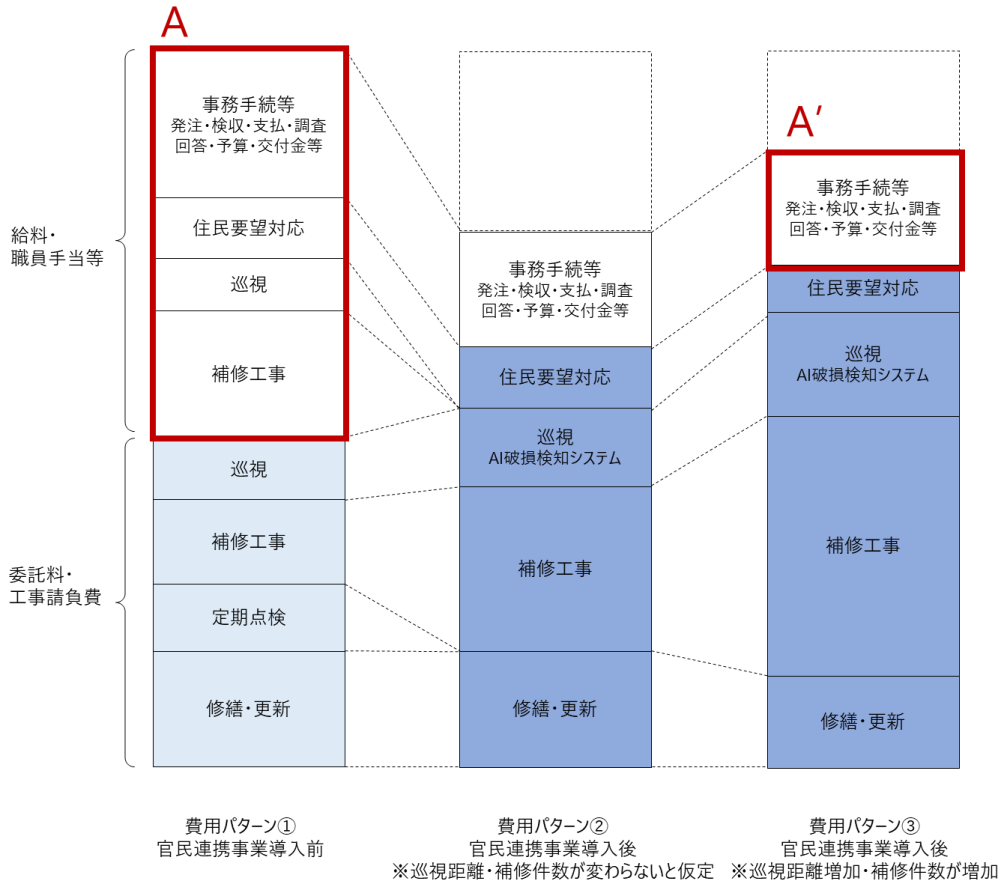 A
事務手続等
発注・検収・支払・調査
回答・予算・交付金等
住民要望対応
巡視
補修工事
給料・
職員手当等
巡視
補修工事
定期点検
修繕・更新
委託料・
工事請負費
事務手続等
発注・検収・支払・調査
回答・予算・交付金等
住民要望対応
巡視
AI破損検知システム
補修工事
修繕・更新
A’
事務手続等
発注・検収・支払・調査
回答・予算・交付金等
住民要望対応
巡視
AI破損検知システム
補修工事
修繕・更新
費用パターン①
官民連携事業導入前
費用パターン②
官民連携事業導入後
※巡視距離・補修件数が変わらないと仮定
費用パターン③
官民連携事業導入後
※巡視距離増加・補修件数が増加